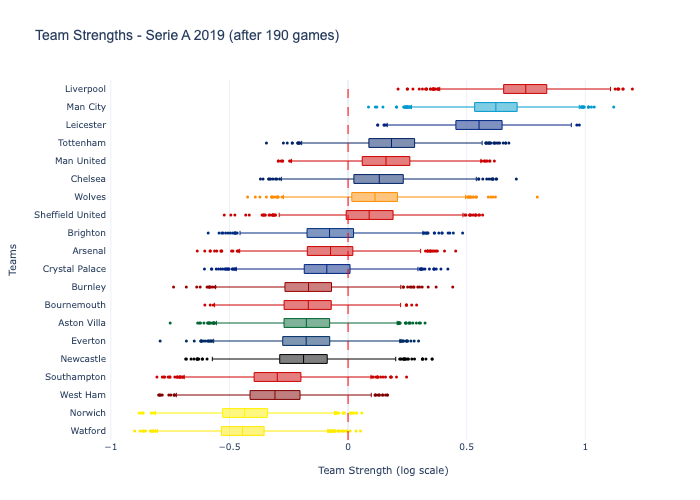 Team Strengths - Serie A 2019 (after 190 games)
Liverpool
Man City
Leicester
Tottenham
Man United
Chelsea
Wolves
Sheffield United
Brighton
Arsenal
Crystal Palace
Burnley
Bournemouth
Aston Villa
Everton
Newcastle
Southampton
West Ham
Norwich
Watford
Teams
−1 −0.5 0 0.5 1
Team Strength (log scale)